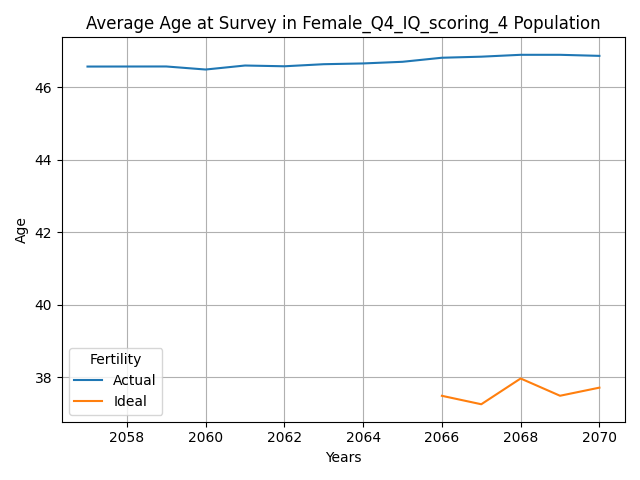 Average Age at Survey in Female_Q4_IQ_scoring_4 Population
Age
46
44
42
40
38
Fertility
Actual
Ideal
2058 2060 2062 2064 2066 2068 2070
Years